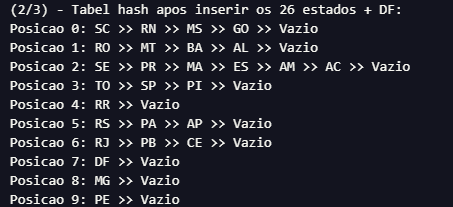 (2/3) - Tabel hash apos inserir os 26 estados + DF:
Posicao 0: SC >> RN >> MS >> GO >> Vazio
Posicao 1: RO >> MT >> BA >> AL >> Vazio
Posicao 2: SE >> PR >> MA >> ES >> AM >> AC >> Vazio
Posicao 3: TO >> SP >> PI >> Vazio
Posicao 4: RR >> Vazio
Posicao 5: RS >> PA >> AP >> Vazio
Posicao 6: RJ >> PB >> CE >> Vazio
Posicao 7: DF >> Vazio
Posicao 8: MG >> Vazio
Posicao 9: PE >> Vazio